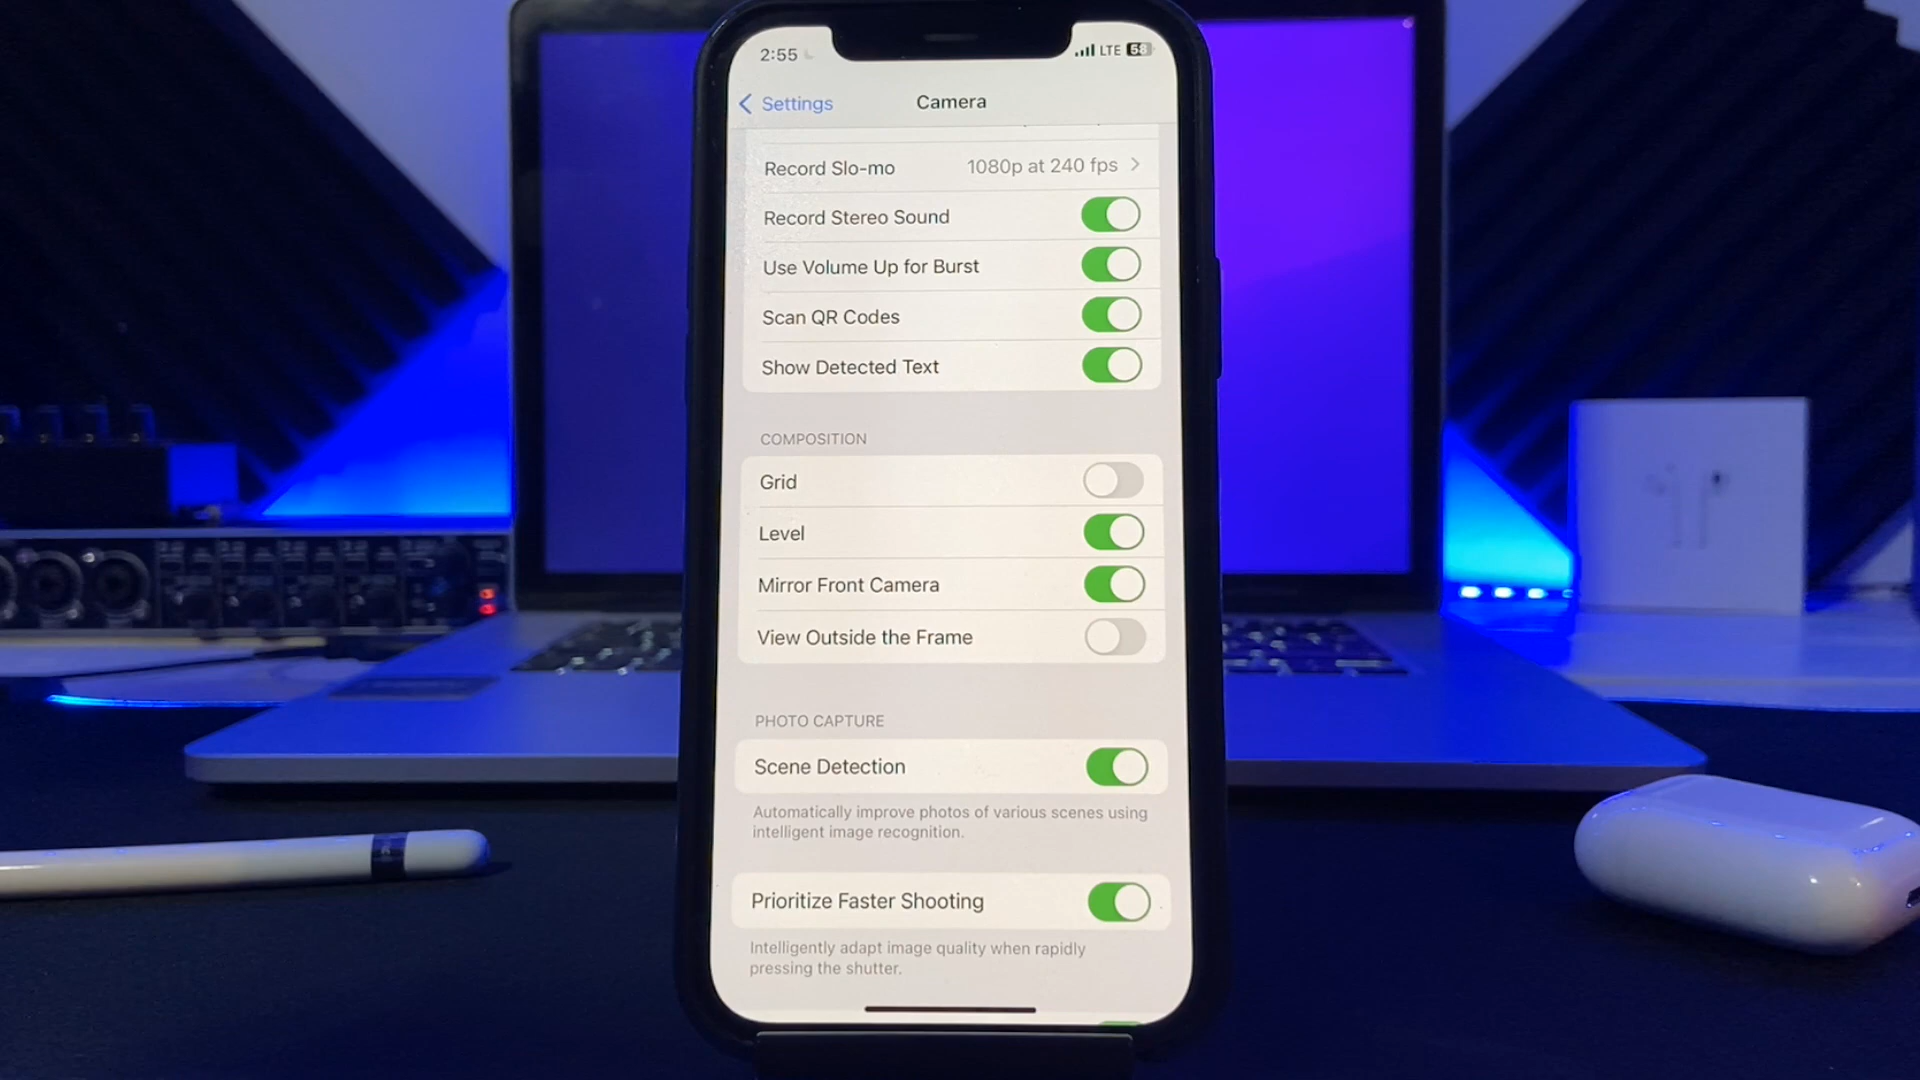 2:55
LTE 58
Settings
Camera
Record Slo-mo 1080p at 240 fps
Record Stereo Sound
Use Volume Up for Burst
Scan QR Codes
Show Detected Text
COMPOSITION
Grid
Level
Mirror Front Camera
View Outside the Frame
PHOTO CAPTURE
Scene Detection
Automatically improve photos of various scenes using
intelligent image recognition.
Prioritize Faster Shooting
Intelligently adapt image quality when rapidly
pressing the shutter.